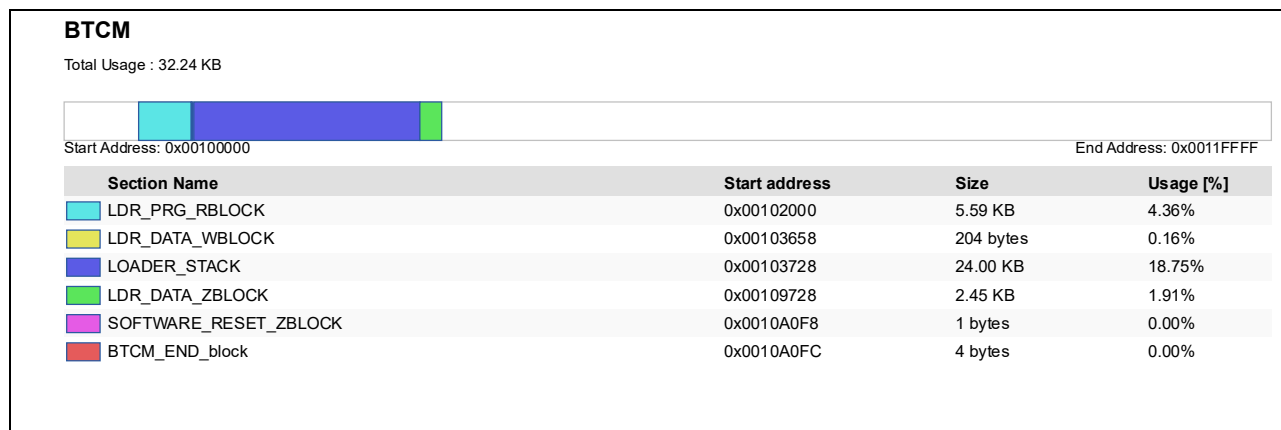 BTCM
Total Usage : 32.24 KB
Start Address: 0x00100000 End Address: 0x0011FFFF
Section Name Start address Size Usage [%]
LDR_PRG_RBLOCK 0x00102000 5.59 KB 4.36%
LDR_DATA_WBLOCK 0x00103658 204 bytes 0.16%
LOADER_STACK 0x00103728 24.00 KB 18.75%
LDR_DATA_ZBLOCK 0x00109728 2.45 KB 1.91%
SOFTWARE_RESET_ZBLOCK 0x0010A0F8 1 bytes 0.00%
BTCM_END_block 0x0010A0FC 4 bytes 0.00%